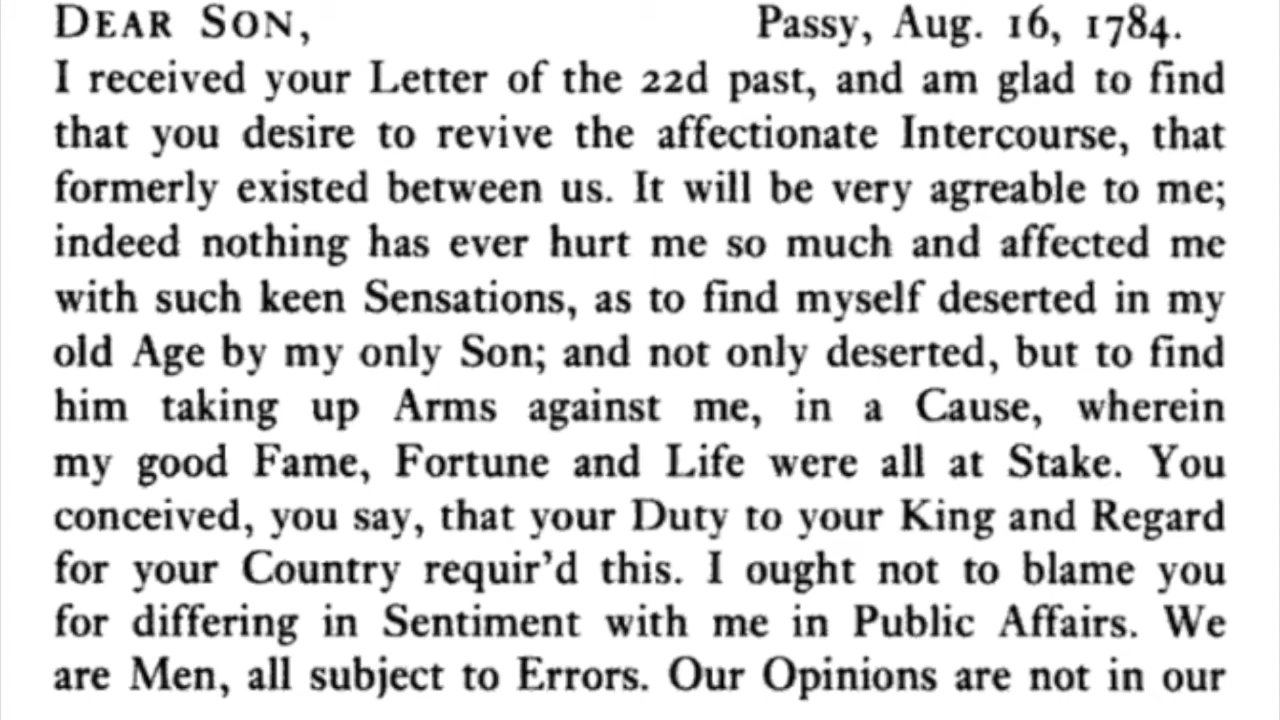 DEAR SON, Passy, Aug. 16, 1784.
I received your Letter of the 22d past, and am glad to find
that you desire to revive the affectionate Intercourse, that
formerly existed between us. It will be very agreable to me;
indeed nothing has ever hurt me so much and affected me
with such keen Sensations, as to find myself deserted in my
old Age by my only Son; and not only deserted, but to find
him taking up Arms against me, in a Cause, wherein
my good Fame, Fortune and Life were all at Stake. You
conceived, you say, that your Duty to your King and Regard
for your Country requir'd this. I ought not to blame you
for differing in Sentiment with me in Public Affairs. We
are Men, all subject to Errors. Our Opinions are not in our